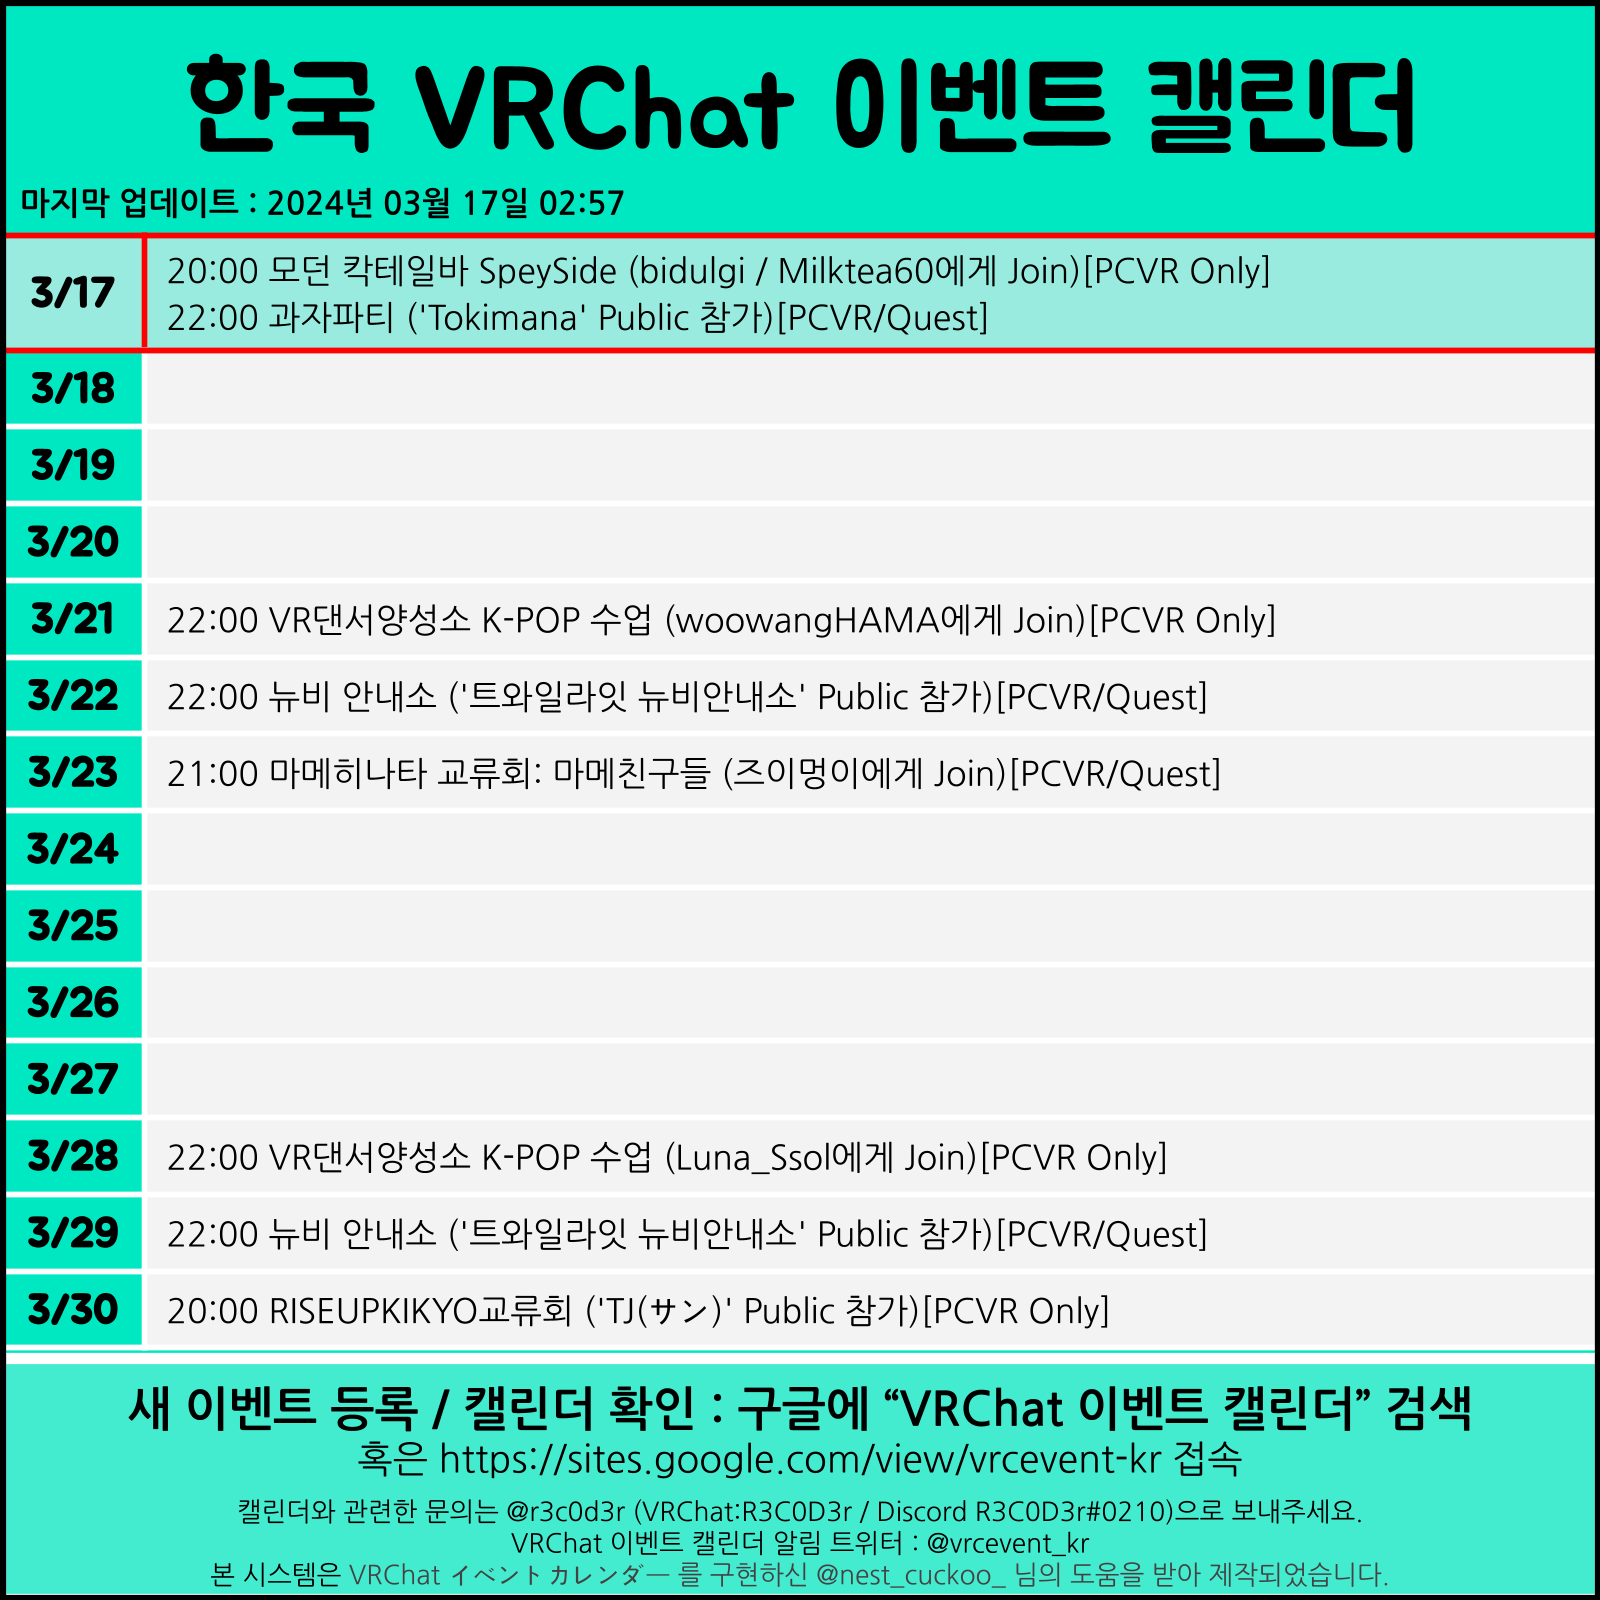 한국 VRChat 이벤트 캘린더
마지막 업데이트 : 2024년 03월 17일 02:57
3/17
20:00 모던 칵테일바 SpeySide (bidulgi / Milktea60에게 Join)[PCVR Only]
22:00 과자파티 ('Tokimana' Public 참가)[PCVR/Quest]
3/18
3/19
3/20
3/21
22:00 VR댄서양성소 K-POP 수업 (woowangHAMA에게 Join)[PCVR Only]
3/22
22:00 뉴비 안내소 ('트와일라잇 뉴비안내소' Public 참가)[PCVR/Quest]
3/23
21:00 마메히나타 교류회: 마메친구들 (즈이멍이에게 Join)[PCVR/Quest]
3/24
3/25
3/26
3/27
3/28
22:00 VR댄서양성소 K-POP 수업 (Luna_Ssol에게 Join)[PCVR Only]
3/29
22:00 뉴비 안내소 ('트와일라잇 뉴비안내소' Public 참가)[PCVR/Quest]
3/30
20:00 RISEUPKIKYO교류회 ('TJ(サン)' Public 참가)[PCVR Only]
새 이벤트 등록 / 캘린더 확인 : 구글에 “VRChat 이벤트 캘린더” 검색
혹은 https://sites.google.com/view/vrcevent-kr 접속
캘린더와 관련한 문의는 @r3c0d3r (VRChat:R3C0D3r / Discord R3C0D3r#0210)으로 보내주세요.
VRChat 이벤트 캘린더 알림 트위터 : @vrcevent_kr
본 시스템은 VRChat イベントカレンダー 를 구현하신 @nest_cuckoo_ 님의 도움을 받아 제작되었습니다.